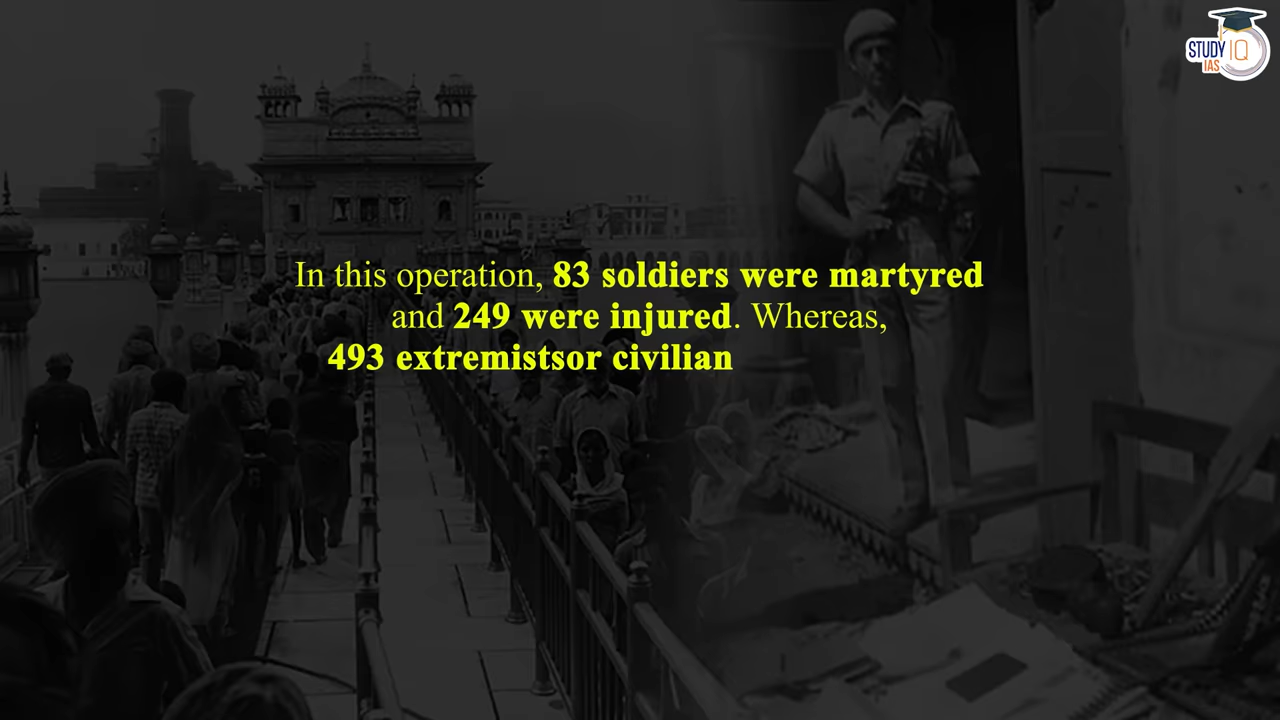 STUDY IQ
IAS
In this operation, 83 soldiers were martyred
and 249 were injured. Whereas,
493 extremistsor civilian